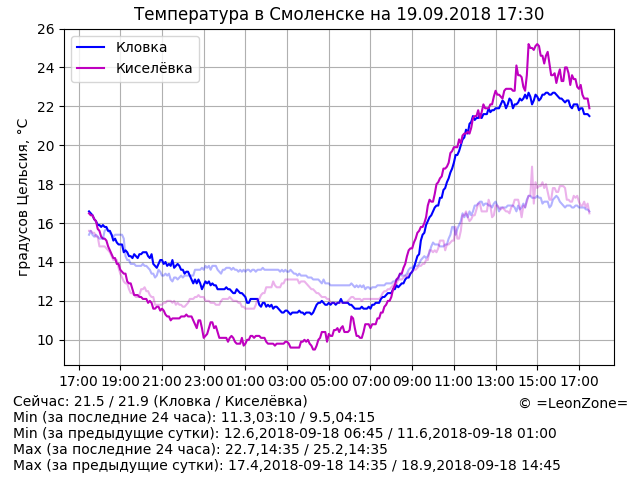 Температура в Смоленске на 19.09.2018 17:30
Кловка
Киселёвка
градусов Цельсия, °C
26
24
22
20
18
16
14
12
10
17:00 19:00 21:00 23:00 01:00 03:00 05:00 07:00 09:00 11:00 13:00 15:00 17:00
Сейчас: 21.5 / 21.9 (Кловка / Киселёвка)
© =LeonZone=
Min (за последние 24 часа): 11.3,03:10 / 9.5,04:15
Min (за предыдущие сутки): 12.6,2018-09-18 06:45 / 11.6,2018-09-18 01:00
Max (за последние 24 часа): 22.7,14:35 / 25.2,14:35
Max (за предыдущие сутки): 17.4,2018-09-18 14:35 / 18.9,2018-09-18 14:45